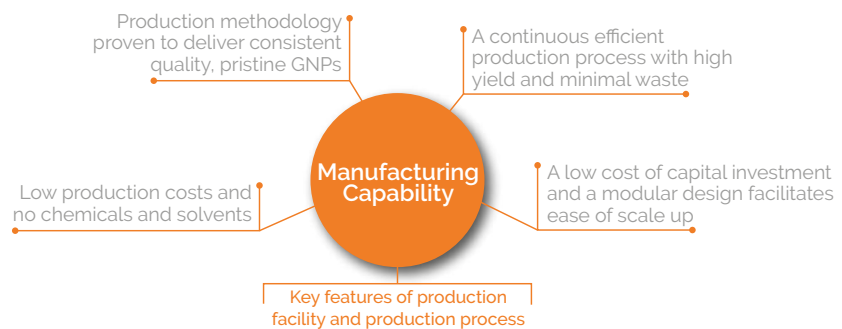 Production methodology
proven to deliver consistent
quality, pristine GNPs
A continuous efficient
production process with high
yield and minimal waste
Manufacturing
Capability
Low production costs and
no chemicals and solvents
A low cost of capital investment
and a modular design facilitates
ease of scale up
Key features of production
facility and production process